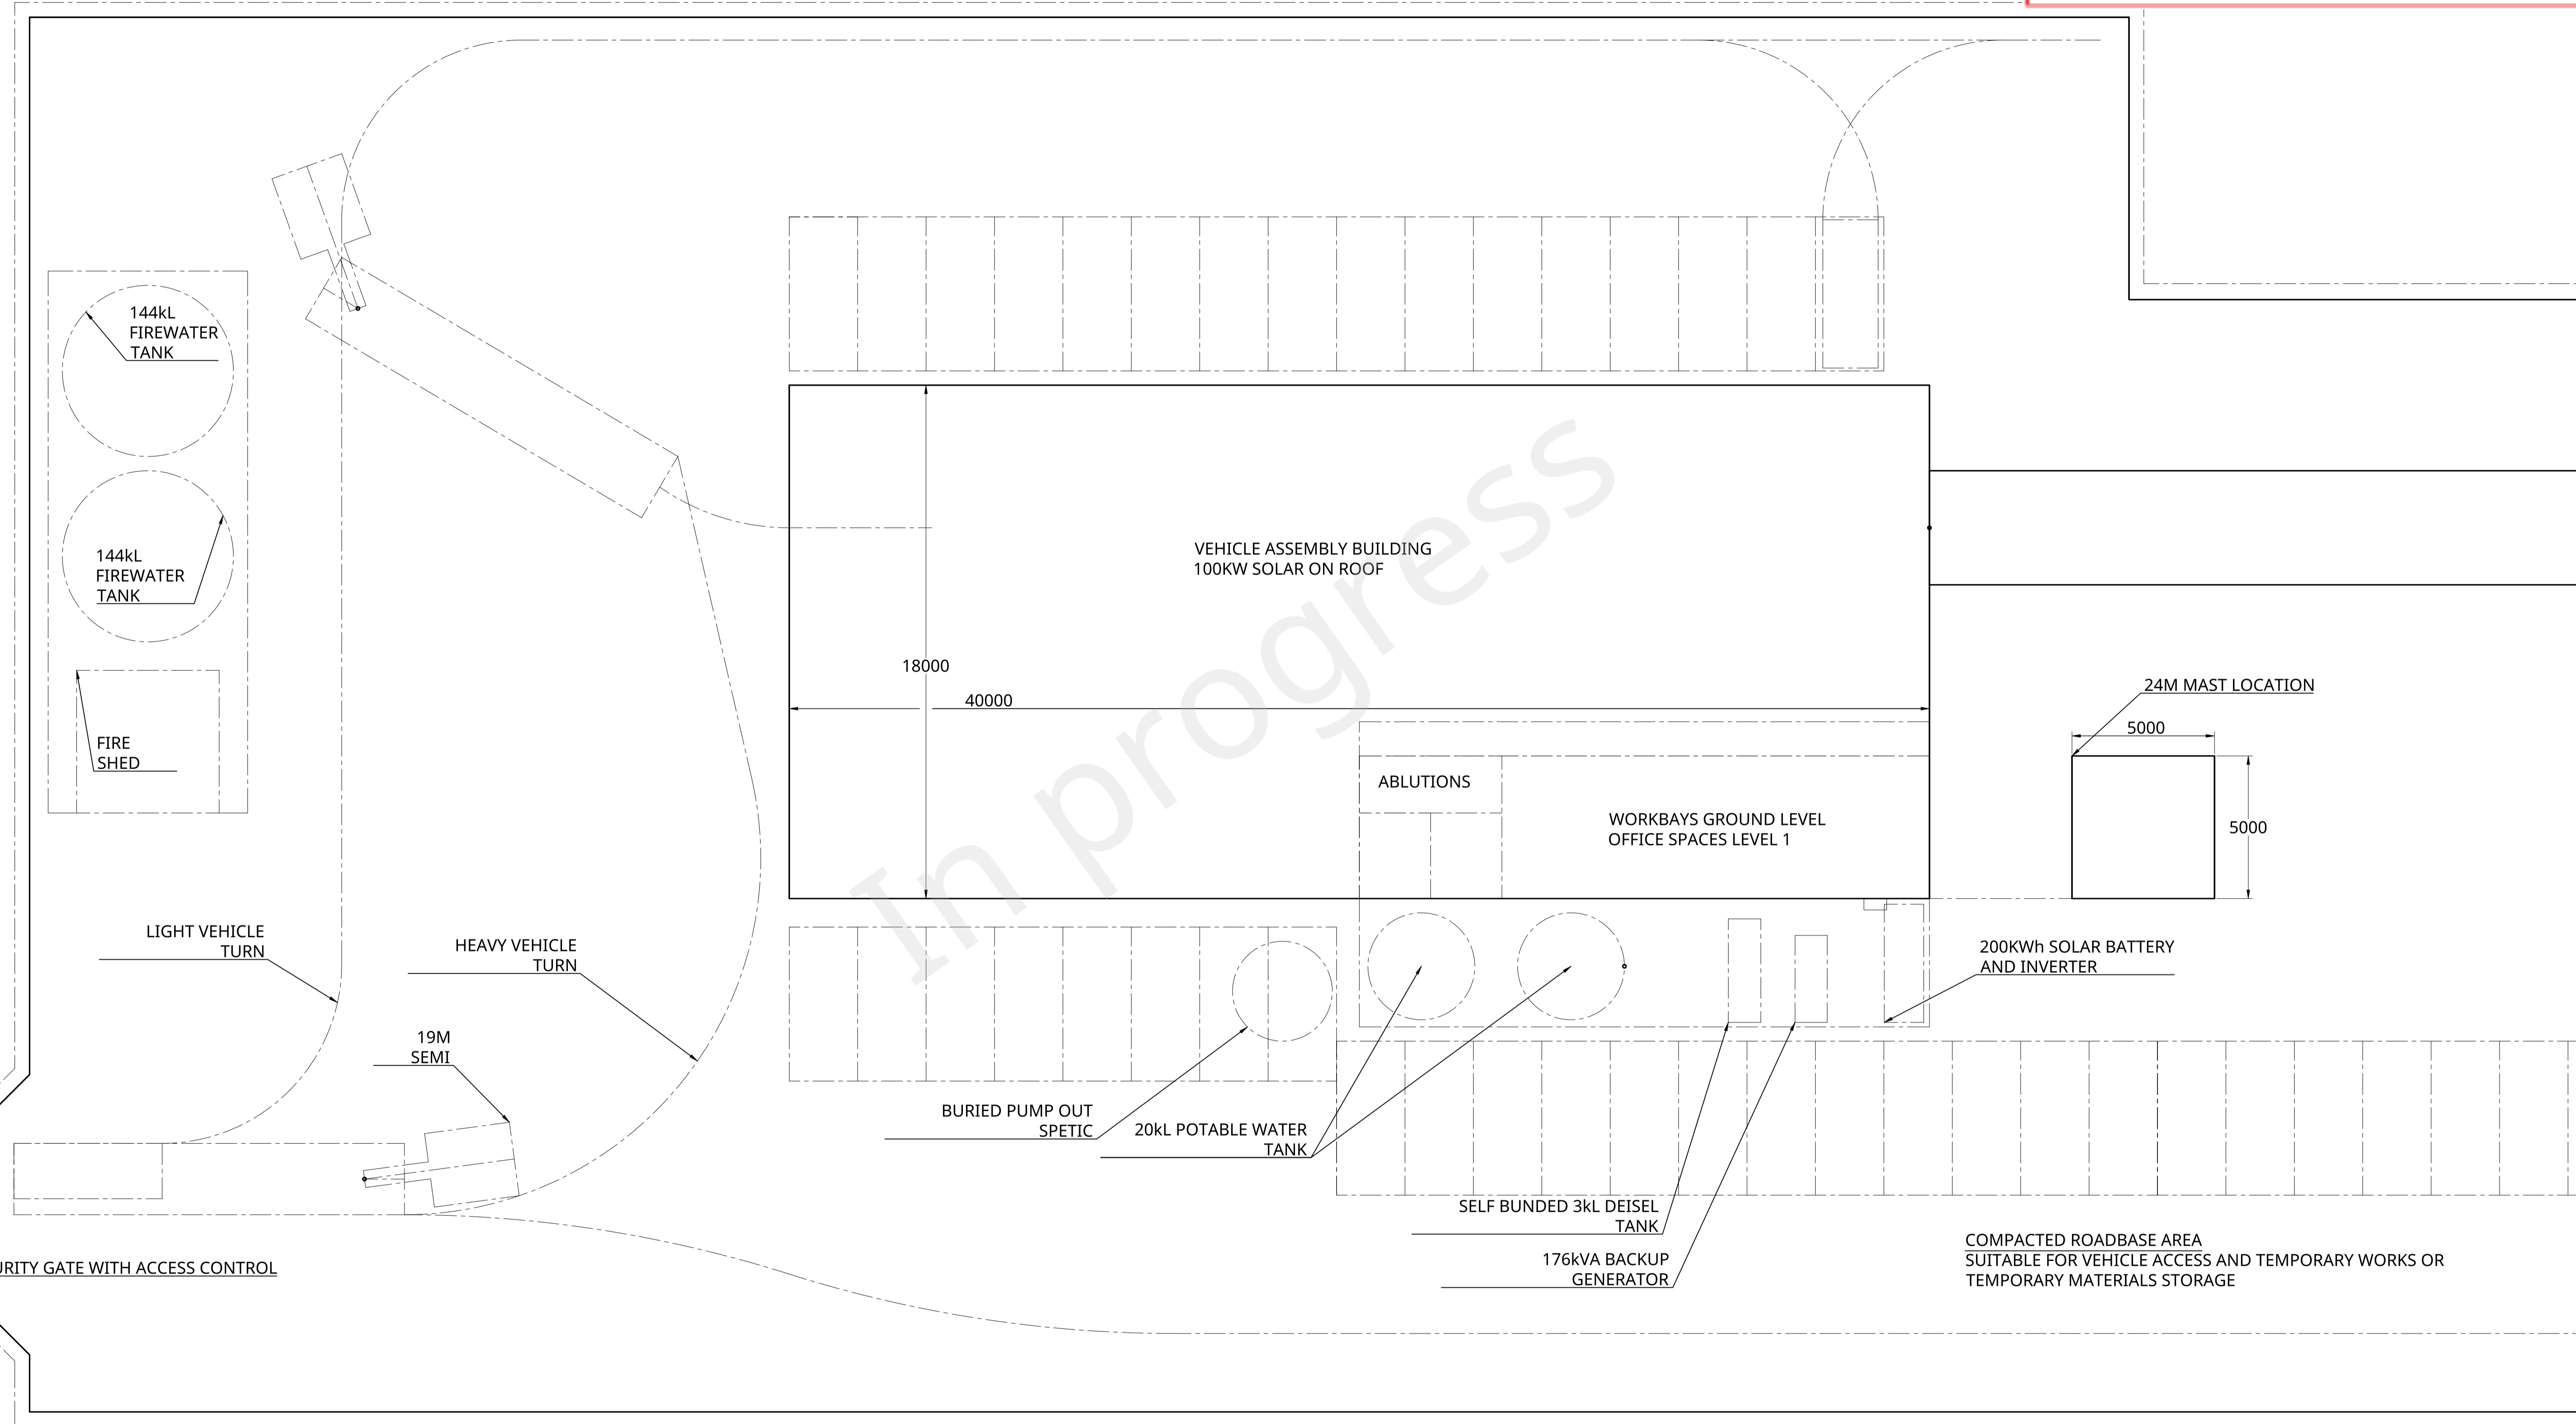 144kL
FIREWATER
TANK
144kL
FIREWATER
TANK
FIRE
SHED
VEHICLE ASSEMBLY BUILDING
100KW SOLAR ON ROOF
In progress
18000
40000
24M MAST LOCATION
5000
5000
ABLUTIONS
WORKBAYS GROUND LEVEL
OFFICE SPACES LEVEL 1
LIGHT VEHICLE
TURN
HEAVY VEHICLE
TURN
200KWh SOLAR BATTERY
AND INVERTER
19M
SEMI
BURIED PUMP OUT
SPETIC
20kL POTABLE WATER
TANK
SELF BUNDED 3kL DEISEL
TANK
176kVA BACKUP
GENERATOR
COMPACTED ROADBASE AREA
SUITABLE FOR VEHICLE ACCESS AND TEMPORARY WORKS OR
TEMPORARY MATERIALS STORAGE
URITY GATE WITH ACCESS CONTROL